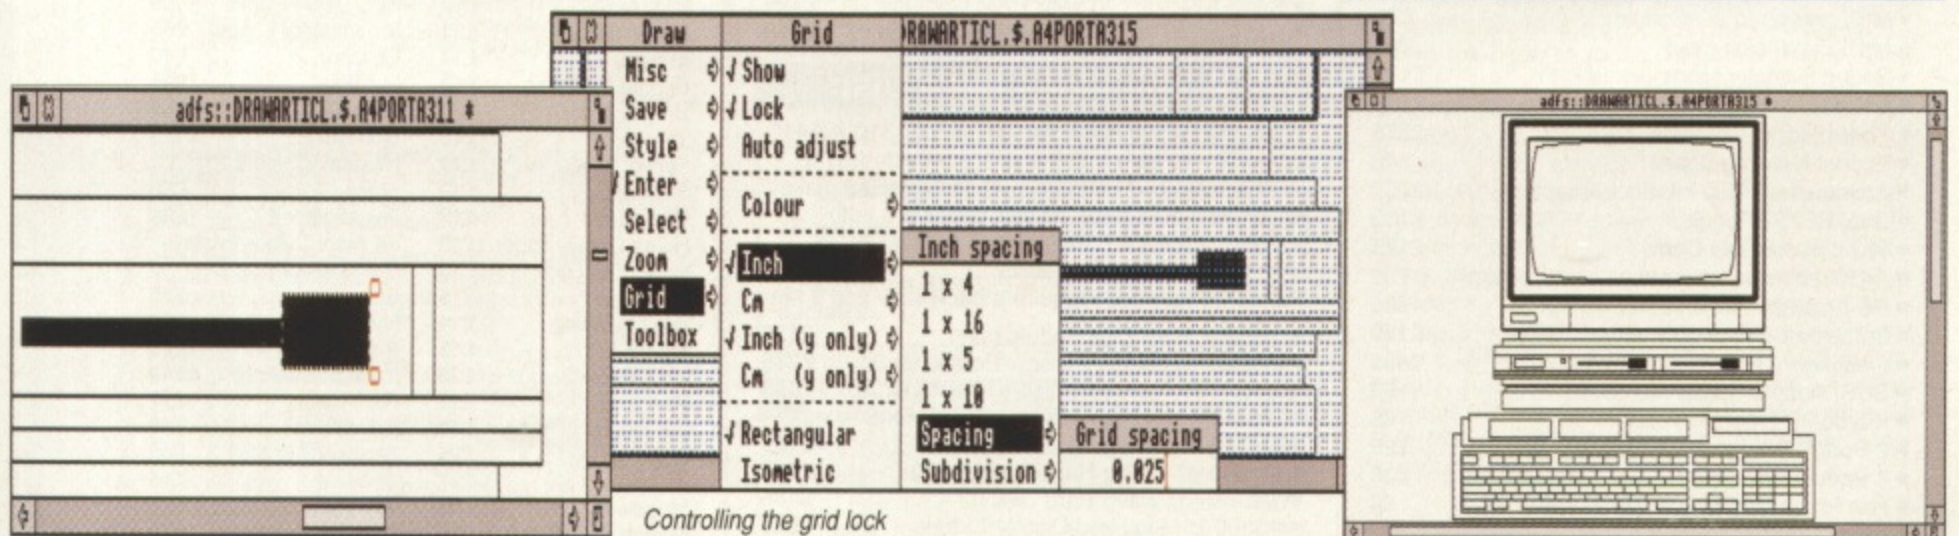 adfs::DRAWARTICL.$.A4PORTA311 *
Draw
Misc
Save
Style
√Enter
Select
Zoom
Grid
Toolbox
Grid
√Show
√Lock
Auto adjust
Colour
√Inch
Cm
√Inch (y only)
Cm (y only)
√Rectangular
Isometric
DRAWARTICL.$.A4PORTA315
Inch spacing
1 x 4
1 x 16
1 x 5
1 x 10
Spacing
Subdivision
Grid spacing
0.025
adfs::DRAWARTICL.$.A4PORTA315 *
Controlling the grid lock